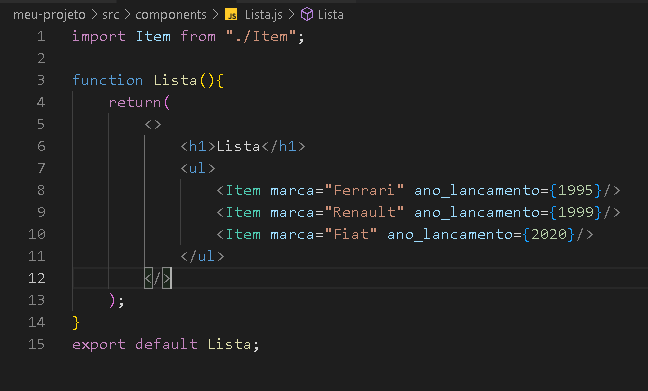 meu-projeto > src > components > JS Lista.js > Lista
1 import Item from "./Item";
2
3 function Lista(){
4 return(
5 <>
6 <h1>Lista</h1>
7 <ul>
8 <Item marca="Ferrari" ano_lancamento={1995}/>
9 <Item marca="Renault" ano_lancamento={1999}/>
10 <Item marca="Fiat" ano_lancamento={2020}/>
11 </ul>
12 </>
13 );
14 }
15 export default Lista;